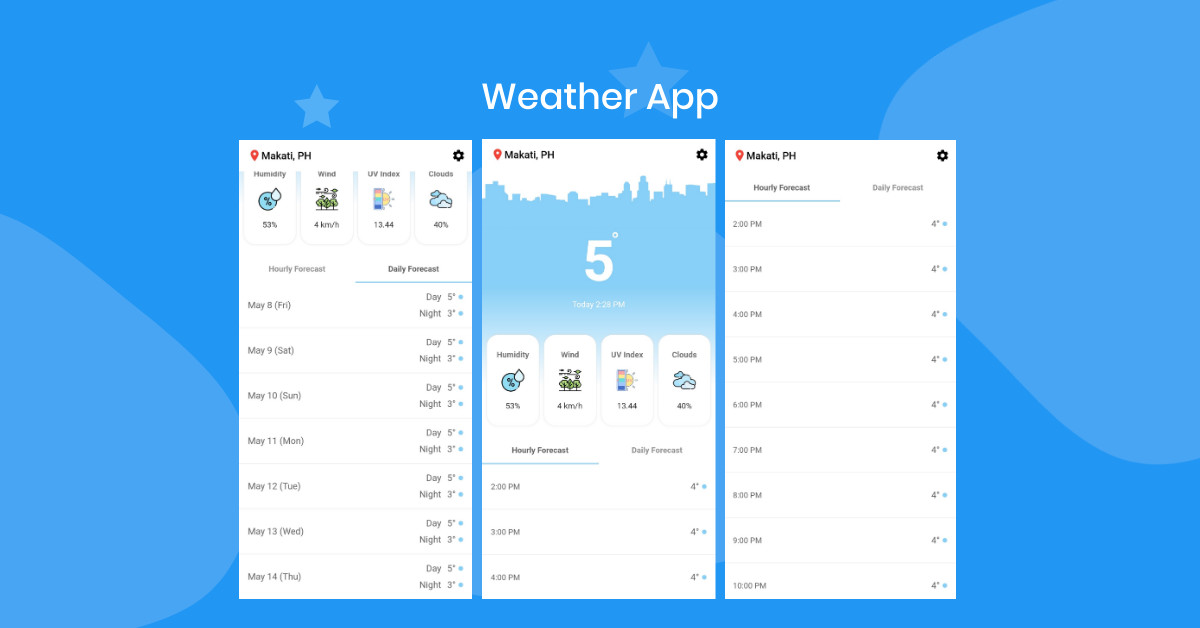 Weather App
Makati, PH
Humidity Wind UV Index Clouds
53% 4 km/h 13.44 40%
Hourly Forecast Daily Forecast
May 8 (Fri) Day 5° Night 3°
May 9 (Sat) Day 5° Night 3°
May 10 (Sun) Day 5° Night 3°
May 11 (Mon) Day 5° Night 3°
May 12 (Tue) Day 5° Night 3°
May 13 (Wed) Day 5° Night 3°
May 14 (Thu) Day 5° Night 3°
Makati, PH
5°
Today 2:28 PM
Humidity Wind UV Index Clouds
%
53% 4 km/h 13.44 40%
Hourly Forecast Daily Forecast
2:00 PM 4°
3:00 PM 4°
4:00 PM 4°
Makati, PH
Hourly Forecast Daily Forecast
2:00 PM 4°
3:00 PM 4°
4:00 PM 4°
5:00 PM 4°
6:00 PM 4°
7:00 PM 4°
8:00 PM 4°
9:00 PM 4°
10:00 PM 4°